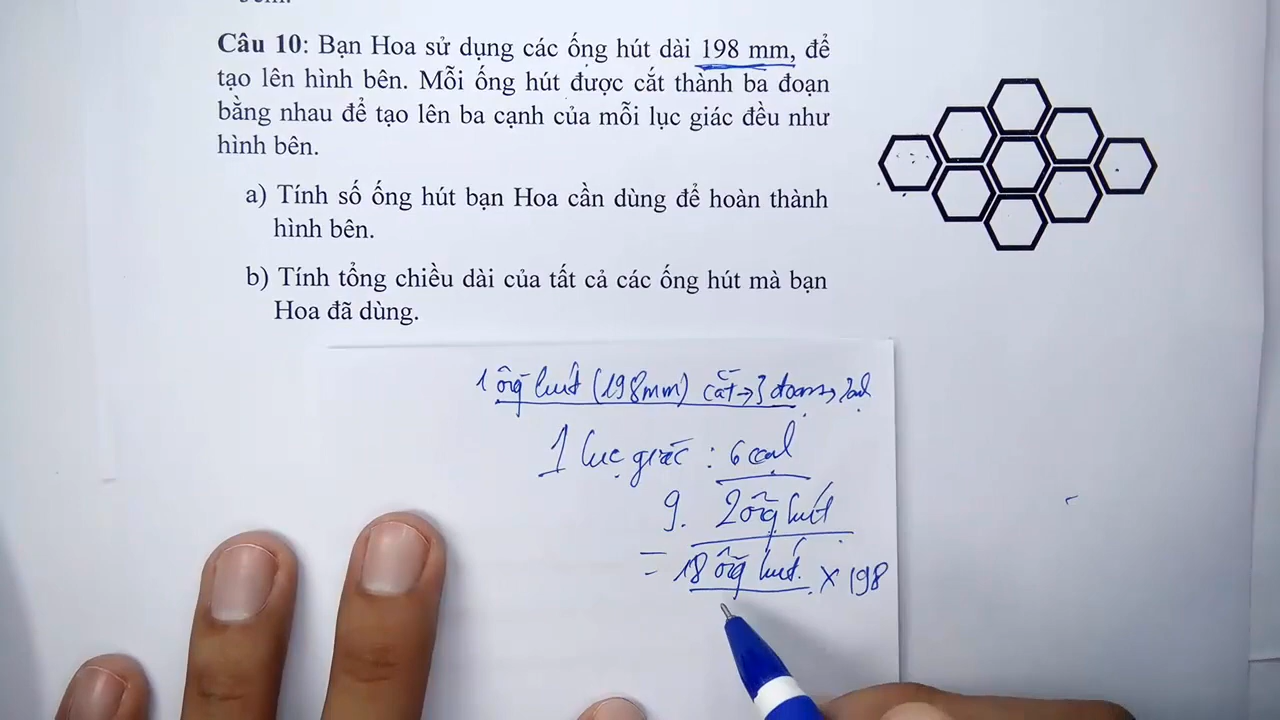 Câu 10: Bạn Hoa sử dụng các ống hút dài 198 mm, để
tạo lên hình bên. Mỗi ống hút được cắt thành ba đoạn
bằng nhau để tạo lên ba cạnh của mỗi lục giác đều như
hình bên.
a) Tính số ống hút bạn Hoa cần dùng để hoàn thành
hình bên.
b) Tính tổng chiều dài của tất cả các ống hút mà bạn
Hoa đã dùng.
1 ống hút (198mm) cắt → 3 đoạn
1 lục giác : 6 cạnh
9. 2 ống hút
= 18 ống hút. x 198